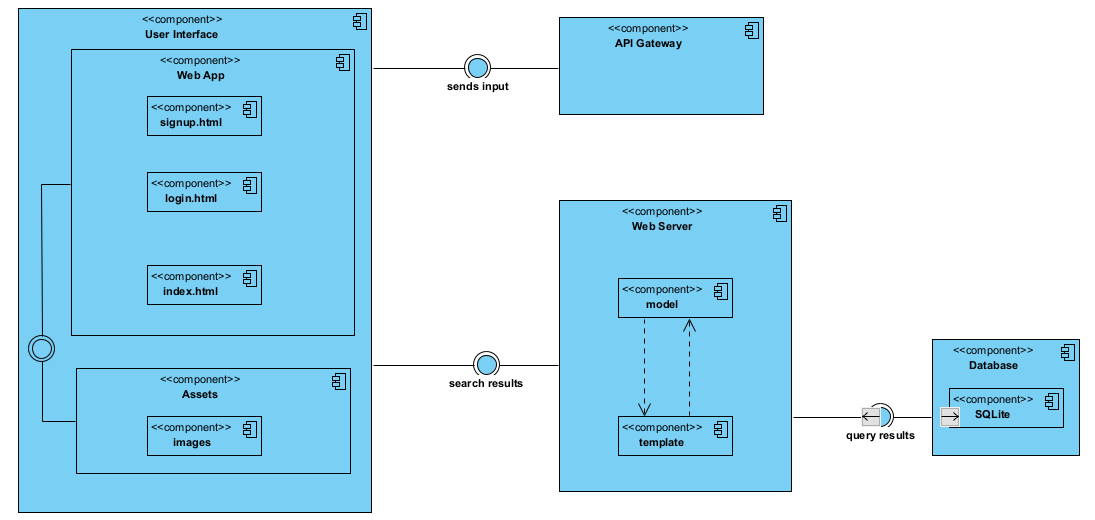 <<component>>
User Interface
<<component>>
Web App
<<component>>
signup.html
<<component>>
login.html
<<component>>
index.html
<<component>>
Assets
<<component>>
images
sends input
<<component>>
API Gateway
search results
<<component>>
Web Server
<<component>>
model
<<component>>
template
query results
<<component>>
Database
<<component>>
SQLite